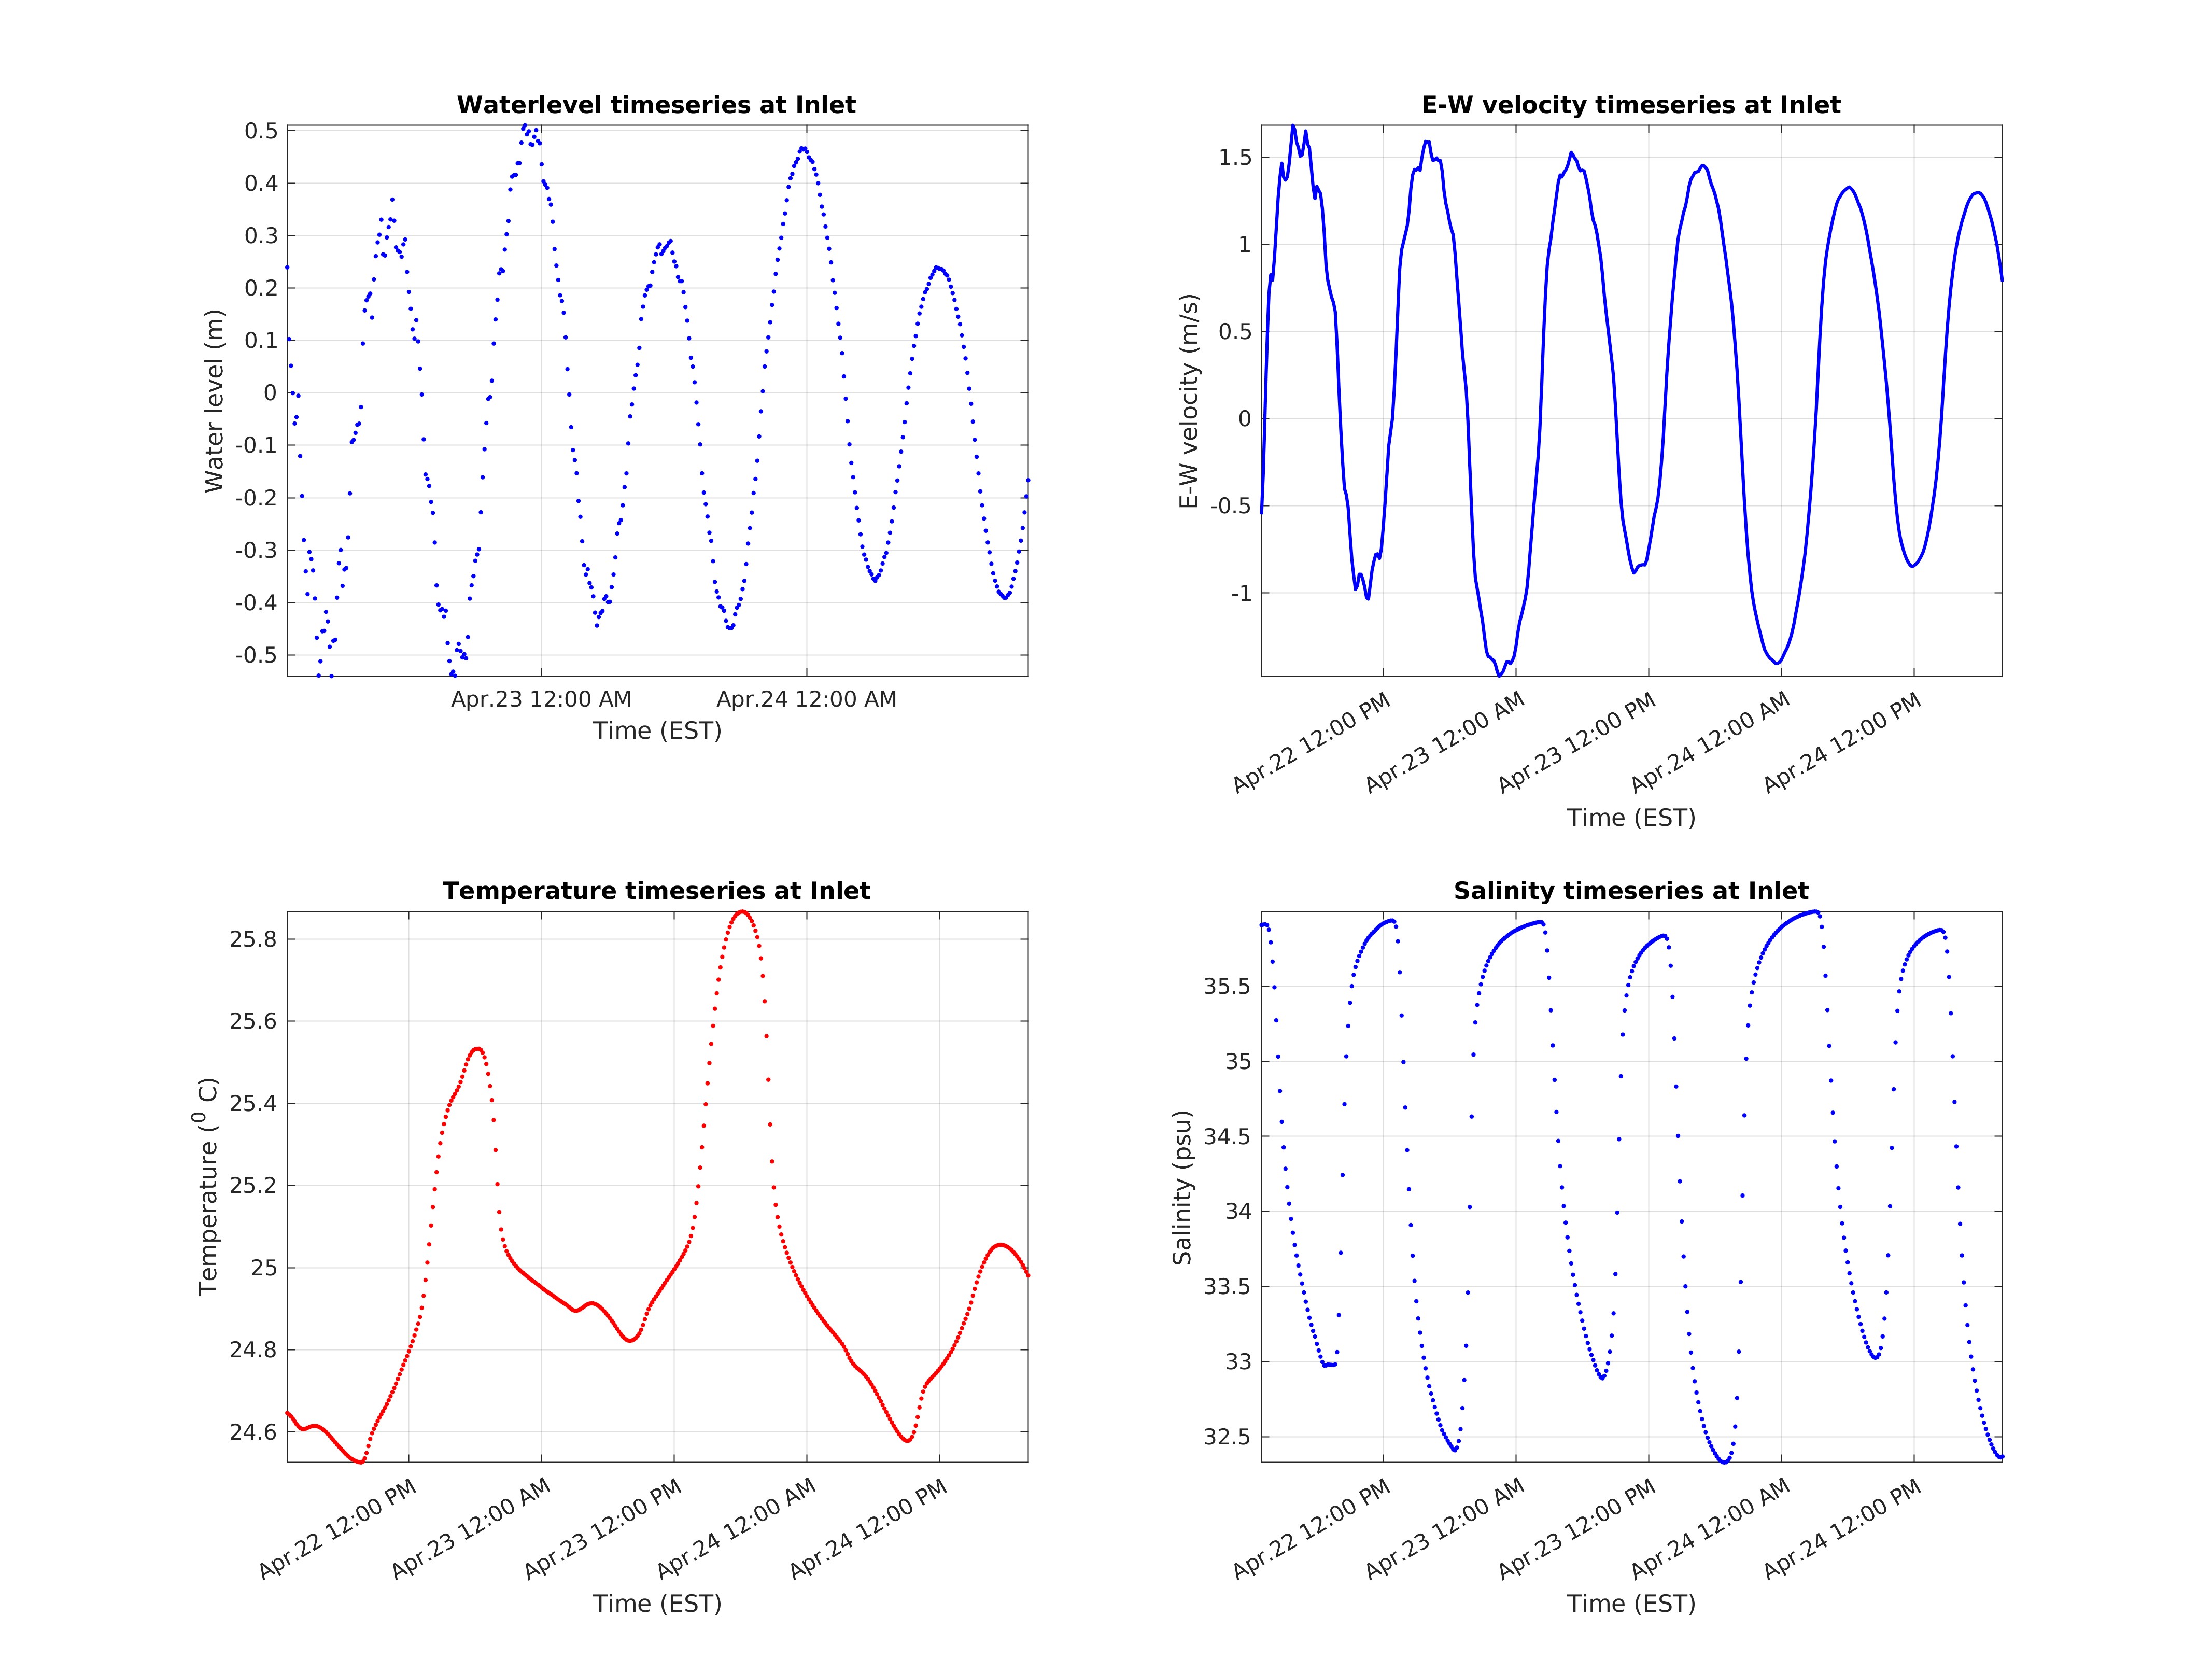 Waterlevel timeseries at Inlet
0.5
0.4
0.3
0.2
0.1
0
-0.1
-0.2
-0.3
-0.4
-0.5
Water level (m)
Apr.23 12:00 AM
Apr.24 12:00 AM
Time (EST)
E-W velocity timeseries at Inlet
1.5
1
0.5
0
-0.5
-1
E-W velocity (m/s)
Apr.22 12:00 PM
Apr.23 12:00 AM
Apr.23 12:00 PM
Apr.24 12:00 AM
Apr.24 12:00 PM
Time (EST)
Temperature timeseries at Inlet
25.8
25.6
25.4
25.2
25
24.8
24.6
Temperature (⁰ C)
Apr.22 12:00 PM
Apr.23 12:00 AM
Apr.23 12:00 PM
Apr.24 12:00 AM
Apr.24 12:00 PM
Time (EST)
Salinity timeseries at Inlet
35.5
35
34.5
34
33.5
33
32.5
Salinity (psu)
Apr.22 12:00 PM
Apr.23 12:00 AM
Apr.23 12:00 PM
Apr.24 12:00 AM
Apr.24 12:00 PM
Time (EST)